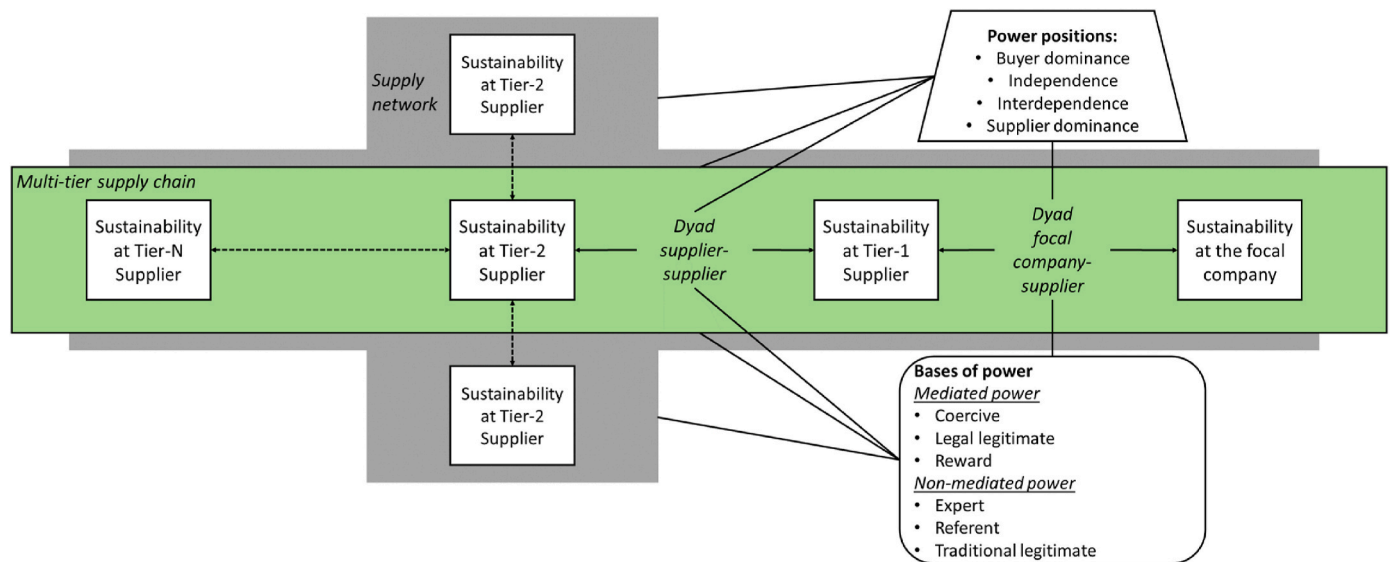 Supply
network
Sustainability
at Tier-2
Supplier
Power positions:
• Buyer dominance
• Independence
• Interdependence
• Supplier dominance
Multi-tier supply chain
Sustainability
at Tier-N
Supplier
Sustainability
at Tier-2
Supplier
Dyad
supplier-
supplier
Sustainability
at Tier-1
Supplier
Dyad
focal
company-
supplier
Sustainability
at the focal
company
Sustainability
at Tier-2
Supplier
Bases of power
Mediated power
• Coercive
• Legal legitimate
• Reward
Non-mediated power
• Expert
• Referent
• Traditional legitimate